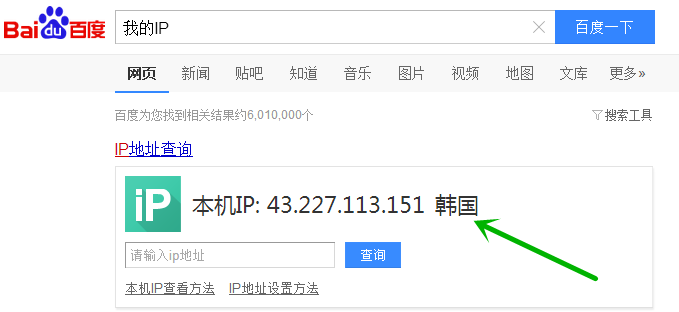 Bai du 百度 我的IP 百度一下
网页 新闻 贴吧 知道 音乐 图片 视频 地图 文库 更多»
百度为您找到相关结果约6,010,000个 搜索工具
IP地址查询
iP 本机IP: 43.227.113.151 韩国
请输入ip地址 查询
本机IP查看方法 IP地址设置方法